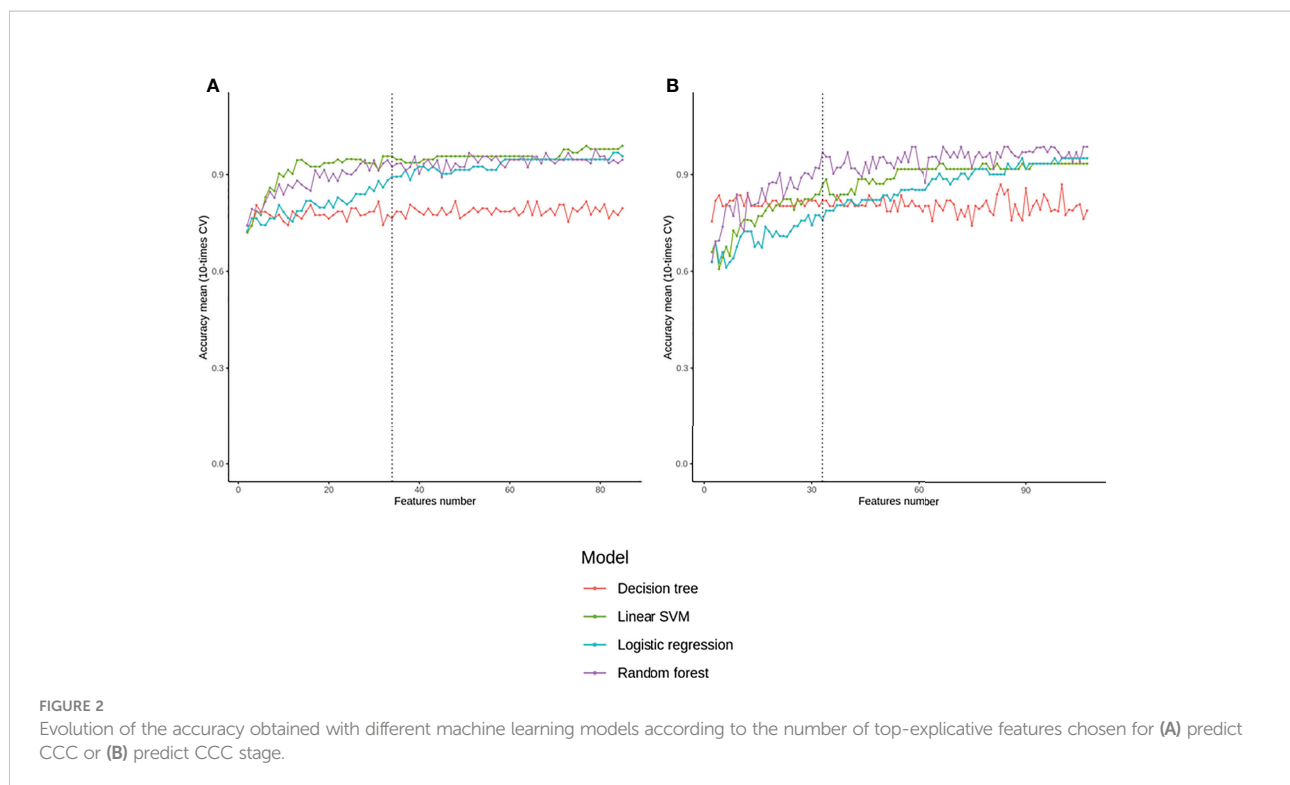 A
B
Accuracy mean (10-times CV)
0.9
0.6
0.3
0.0
0
20
40
60
80
Features number
Accuracy mean (10-times CV)
0.9
0.6
0.3
0.0
0
30
60
90
Features number
Model
Decision tree
Linear SVM
Logistic regression
Random forest
FIGURE 2
Evolution of the accuracy obtained with different machine learning models according to the number of top-explicative features chosen for (A) predict
CCC or (B) predict CCC stage.